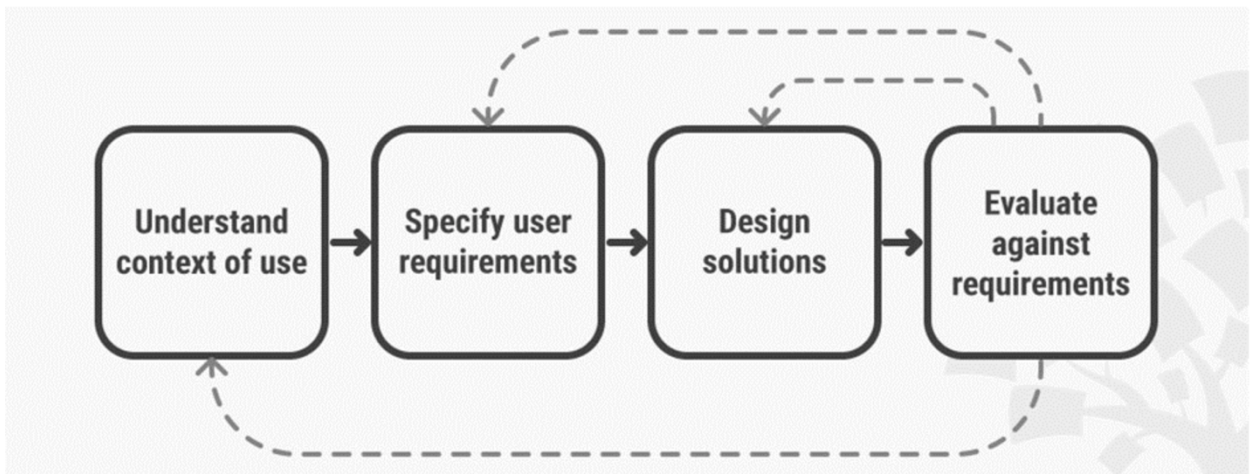 Understand
context of use
Specify user
requirements
Design
solutions
Evaluate
against
requirements